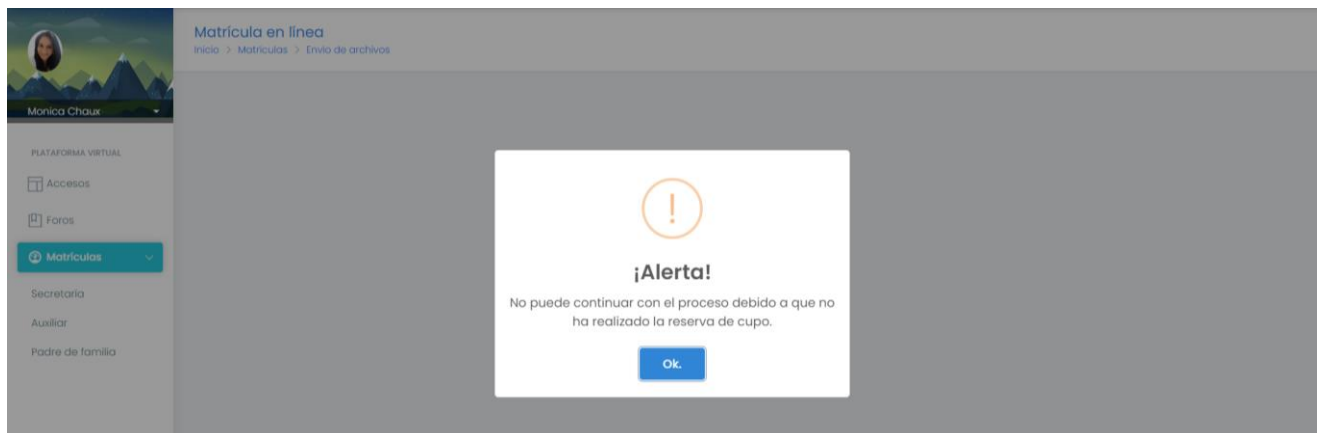 Matrícula en línea
Inicio > Matriculas > Envio de archivos
Monica Chaux
PLATAFORMA VIRTUAL
Accesos
Foros
Matrículas
Secretaria
Auxiliar
Padre de familia
¡Alerta!
No puede continuar con el proceso debido a que no
ha realizado la reserva de cupo.
Ok.